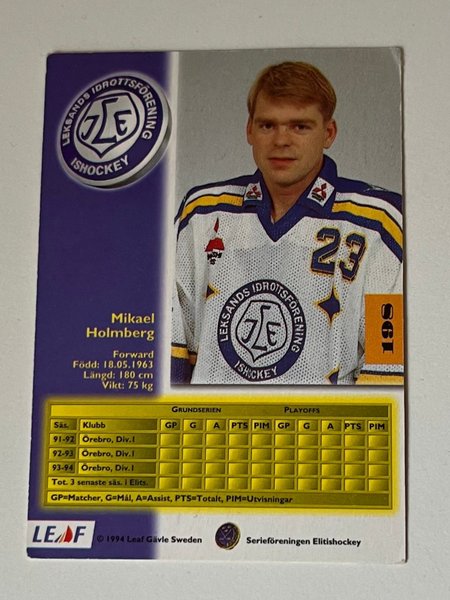 LEKSANDS IDROTTSFÖRENING
ISHOCKEY
LIF
23
LEKSANDS IDROTTSFÖRENING
LIF
ISHOCKEY
198
Mikael
Holmberg
Forward
Född: 18.05.1963
Längd: 180 cm
Vikt: 75 kg
GRUNDSERIEN PLAYOFFS
Säs. Klubb GP G A PTS PIM GP G A PTS PIM
91-92 Örebro, Div.1
92-93 Örebro, Div.1
93-94 Örebro, Div.1
Tot. 3 senaste säs. i Elits.
GP=Matcher, G=Mål, A=Assist, PTS=Totalt, PIM=Utvisningar
LEAF © 1994 Leaf Gävle Sweden Serieföreningen Elitishockey